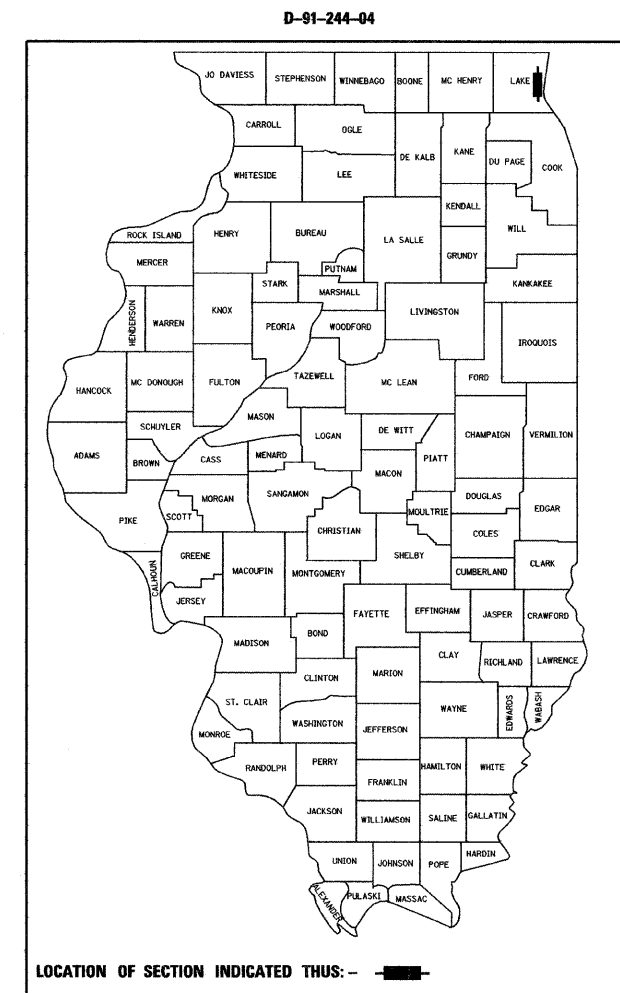 D-91-244-04
JO DAVIESS
STEPHENSON
WINNEBAGO
BOONE
MC HENRY
LAKE
CARROLL
OGLE
DE KALB
KANE
DU PAGE
COOK
WHITESIDE
LEE
KENDALL
ROCK ISLAND
HENRY
BUREAU
LA SALLE
WILL
GRUNDY
MERCER
PUTNAM
STARK
MARSHALL
KANKAKEE
HENDERSON
WARREN
KNOX
PEORIA
WOODFORD
LIVINGSTON
IROQUOIS
HANCOCK
MC DONOUGH
FULTON
TAZEWELL
MC LEAN
FORD
MASON
SCHUYLER
LOGAN
DE WITT
CHAMPAIGN
VERMILION
ADAMS
BROWN
CASS
MENARD
PIATT
MACON
MORGAN
SANGAMON
DOUGLAS
PIKE
SCOTT
CHRISTIAN
MOULTRIE
EDGAR
COLES
GREENE
MACOUPIN
MONTGOMERY
SHELBY
CUMBERLAND
CLARK
CALHOUN
JERSEY
FAYETTE
EFFINGHAM
JASPER
CRAWFORD
MADISON
BOND
CLAY
RICHLAND
LAWRENCE
CLINTON
MARION
ST. CLAIR
WAYNE
EDWARDS
WABASH
WASHINGTON
JEFFERSON
MONROE
RANDOLPH
PERRY
HAMILTON
WHITE
FRANKLIN
JACKSON
WILLIAMSON
SALINE
GALLATIN
UNION
JOHNSON
POPE
HARDIN
ALEXANDER
PULASKI
MASSAC
LOCATION OF SECTION INDICATED THUS: -